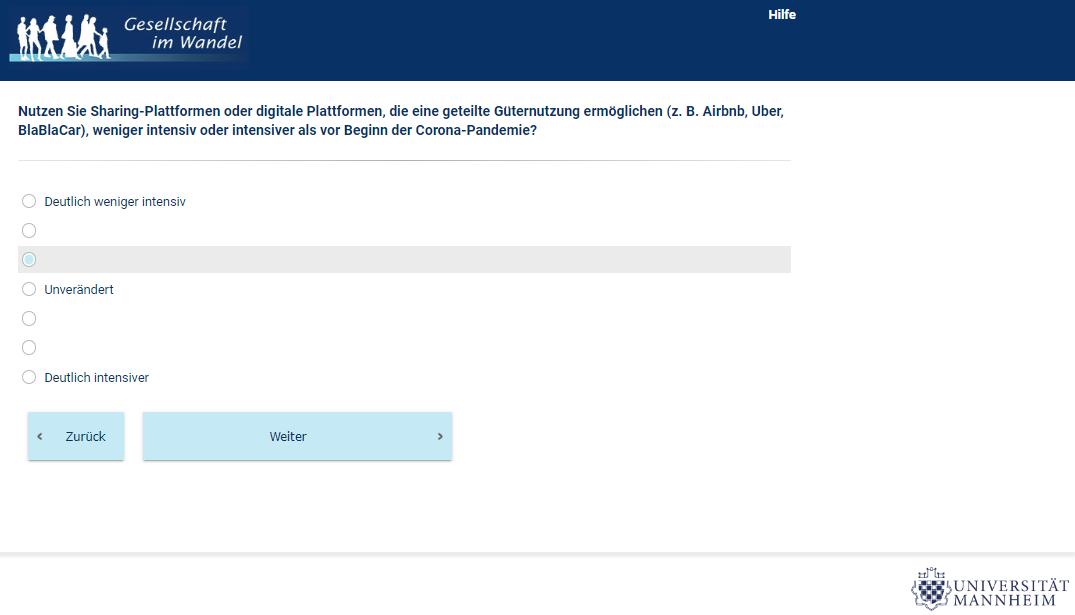 Gesellschaft
im Wandel
Hilfe
Nutzen Sie Sharing-Plattformen oder digitale Plattformen, die eine geteilte Güternutzung ermöglichen (z. B. Airbnb, Uber,
BlaBlaCar), weniger intensiv oder intensiver als vor Beginn der Corona-Pandemie?
Deutlich weniger intensiv
Unverändert
Deutlich intensiver
Zurück
Weiter
UNIVERSITÄT
MANNHEIM